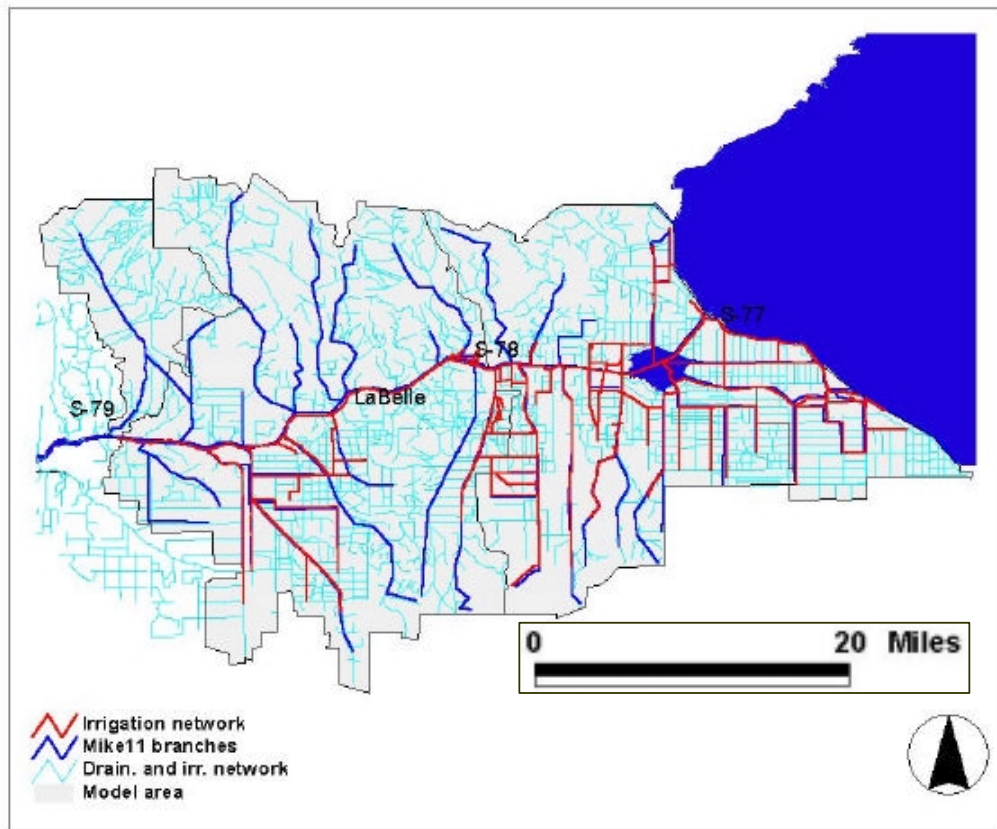 S-77
S-78
LaBelle
S-79
0 20 Miles
Irrigation network
Mike11 branches
Drain. and irr. network
Model area